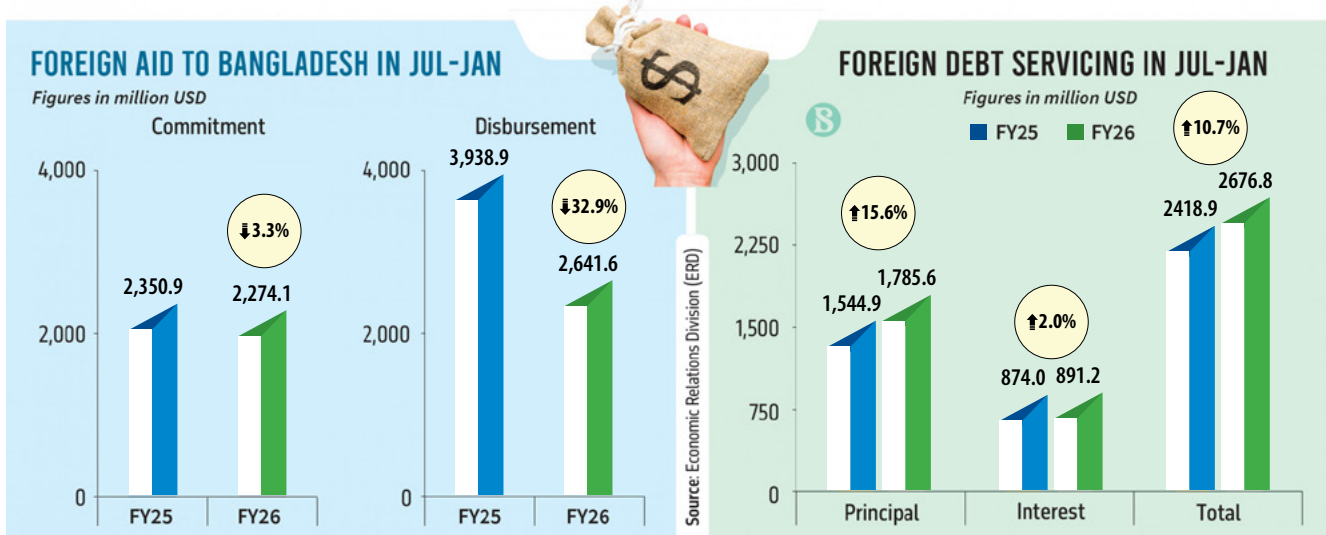 FOREIGN AID TO BANGLADESH IN JUL-JAN
Figures in million USD
Commitment
4,000
2,000
0
2,350.9
2,274.1
⬇3.3%
FY25
FY26
Disbursement
4,000
2,000
0
3,938.9
2,641.6
⬇32.9%
FY25
FY26
$
Source: Economic Relations Division (ERD)
FOREIGN DEBT SERVICING IN JUL-JAN
Figures in million USD
B
FY25
FY26
3,000
2,250
1,500
750
0
⬆15.6%
1,544.9
1,785.6
⬆2.0%
874.0
891.2
⬆10.7%
2418.9
2676.8
Principal
Interest
Total